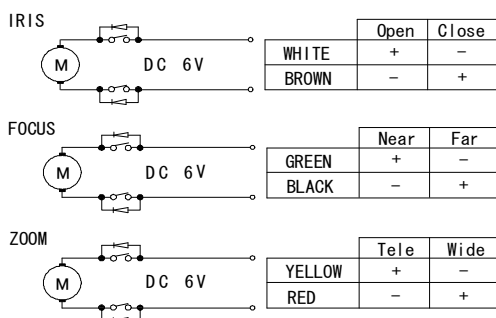 IRIS
Open Close
M DC 6V WHITE + −
BROWN − +
FOCUS
Near Far
M DC 6V GREEN + −
BLACK − +
ZOOM
Tele Wide
M DC 6V YELLOW + −
RED − +